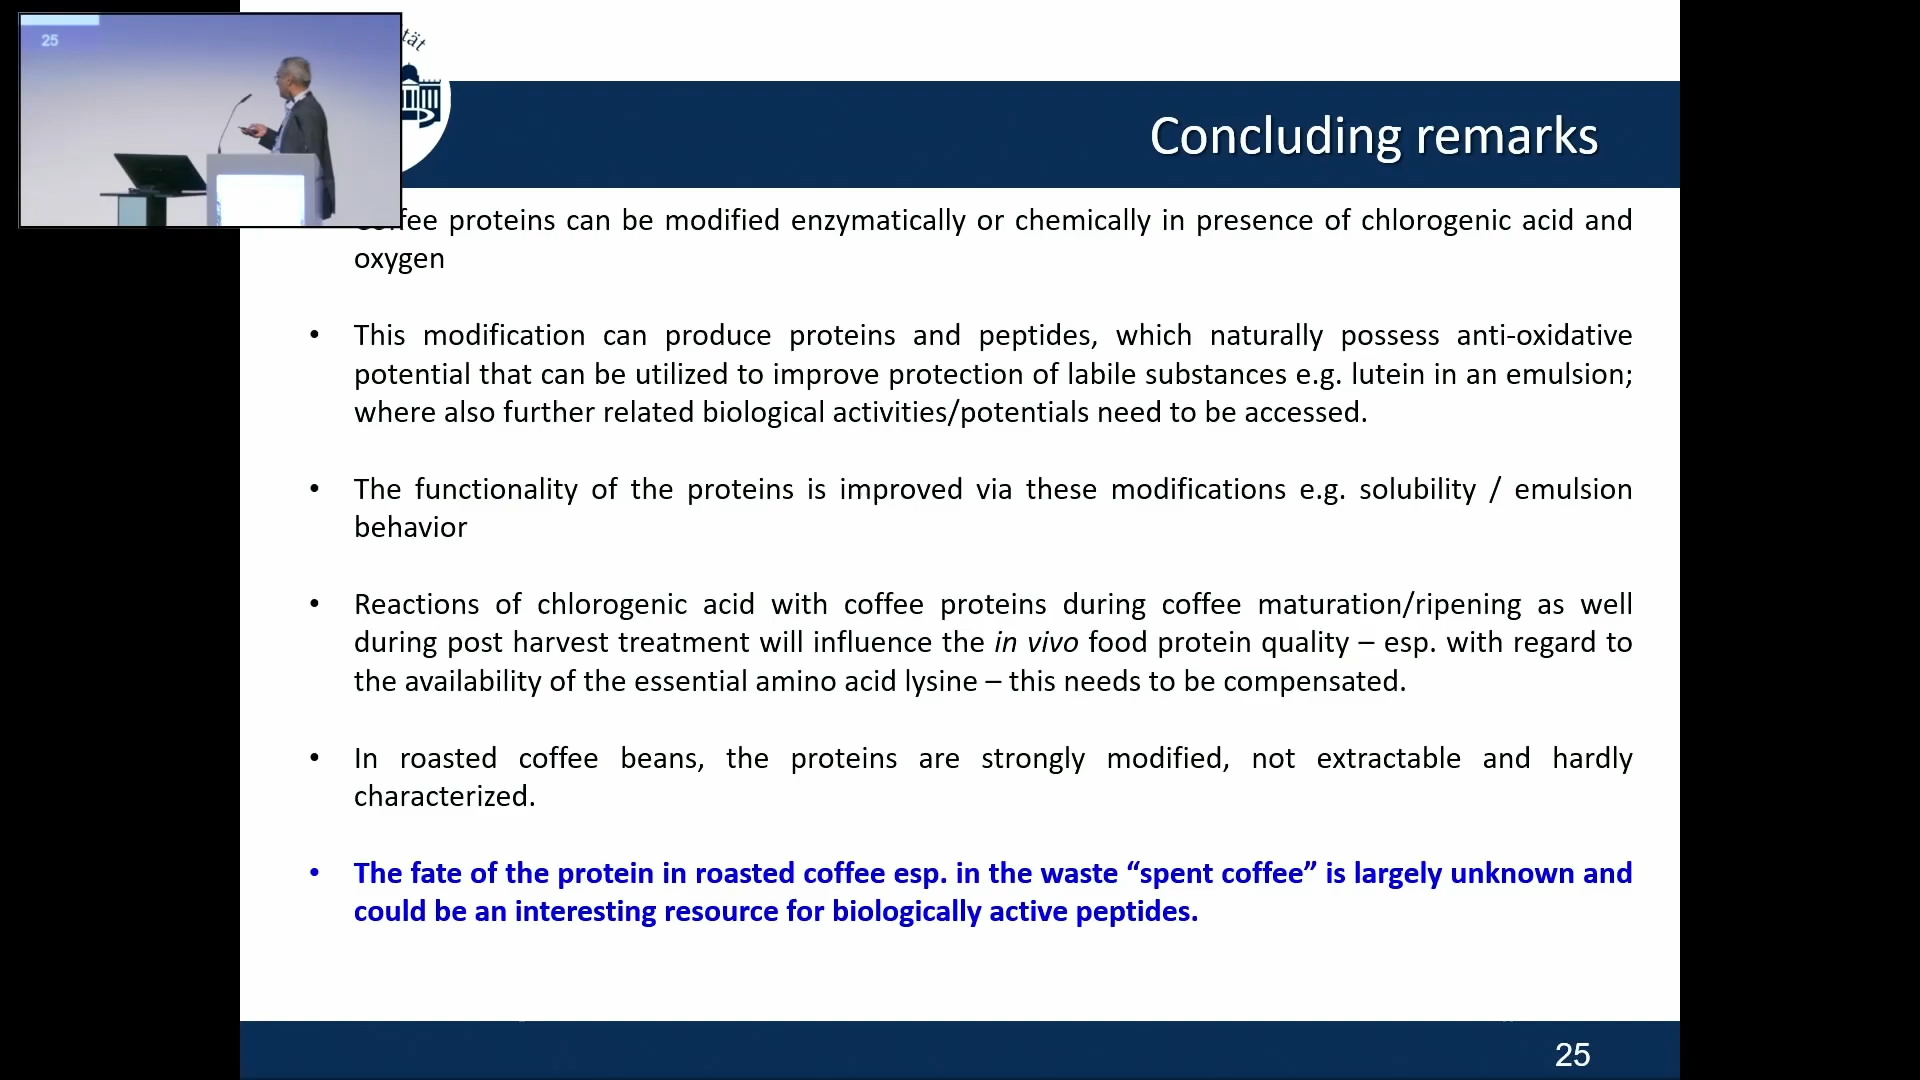 25
tät
Concluding remarks
Coffee proteins can be modified enzymatically or chemically in presence of chlorogenic acid and
oxygen
• This modification can produce proteins and peptides, which naturally possess anti-oxidative
potential that can be utilized to improve protection of labile substances e.g. lutein in an emulsion;
where also further related biological activities/potentials need to be accessed.
• The functionality of the proteins is improved via these modifications e.g. solubility / emulsion
behavior
• Reactions of chlorogenic acid with coffee proteins during coffee maturation/ripening as well
during post harvest treatment will influence the in vivo food protein quality – esp. with regard to
the availability of the essential amino acid lysine – this needs to be compensated.
• In roasted coffee beans, the proteins are strongly modified, not extractable and hardly
characterized.
• The fate of the protein in roasted coffee esp. in the waste “spent coffee” is largely unknown and
could be an interesting resource for biologically active peptides.
25